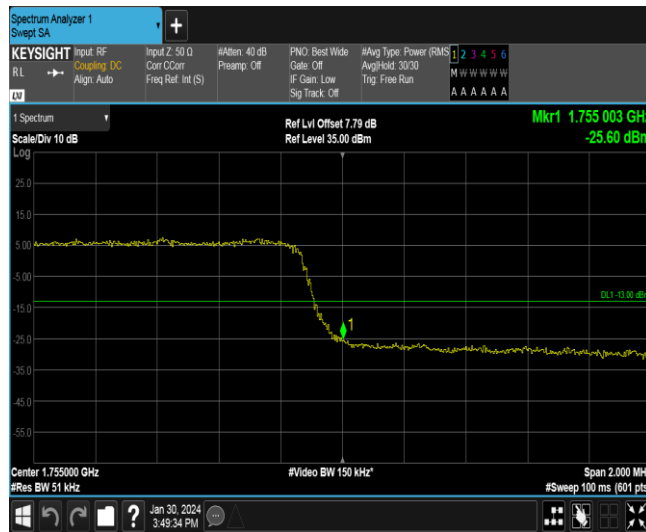 Spectrum Analyzer 1
Swept SA
KEYSIGHT
RL
LXI
Input: RF
Coupling: DC
Align: Auto
Input Z: 50 Ω
Corr CCorr
Freq Ref: Int (S)
#Atten: 40 dB
Preamp: Off
PNO: Best Wide
Gate: Off
IF Gain: Low
Sig Track: Off
#Avg Type: Power (RMS
Avg|Hold: 30/30
Trig: Free Run
1 2 3 4 5 6
M W W W W W
A A A A A A
1 Spectrum
Scale/Div 10 dB
Ref Lvl Offset 7.79 dB
Ref Level 35.00 dBm
Mkr1 1.755 003 GHz
-25.60 dBm
Log
25.0
15.0
5.00
-5.00
-15.0
-25.0
-35.0
-45.0
-55.0
DL1 -13.00 dBm
1
Center 1.755000 GHz
#Res BW 51 kHz
#Video BW 150 kHz*
Span 2.000 MH
#Sweep 100 ms (601 pts
?
Jan 30, 2024
3:49:34 PM